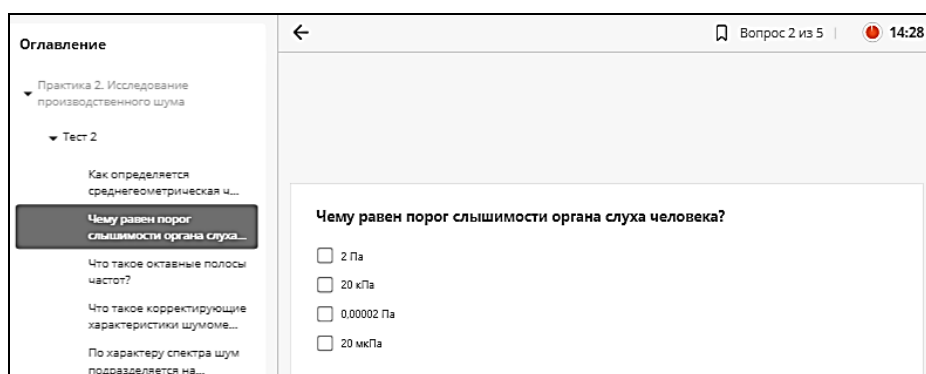 Оглавление
Практика 2. Исследование
производственного шума
Тест 2
Как определяется
среднегеометрическая ч...
Чему равен порог
слышимости органа слуха...
Что такое октавные полосы
частот?
Что такое корректирующие
характеристики шумоме...
По характеру спектра шум
подразделяется на...
Вопрос 2 из 5
14:28
Чему равен порог слышимости органа слуха человека?
2 Па
20 кПа
0,00002 Па
20 мкПа